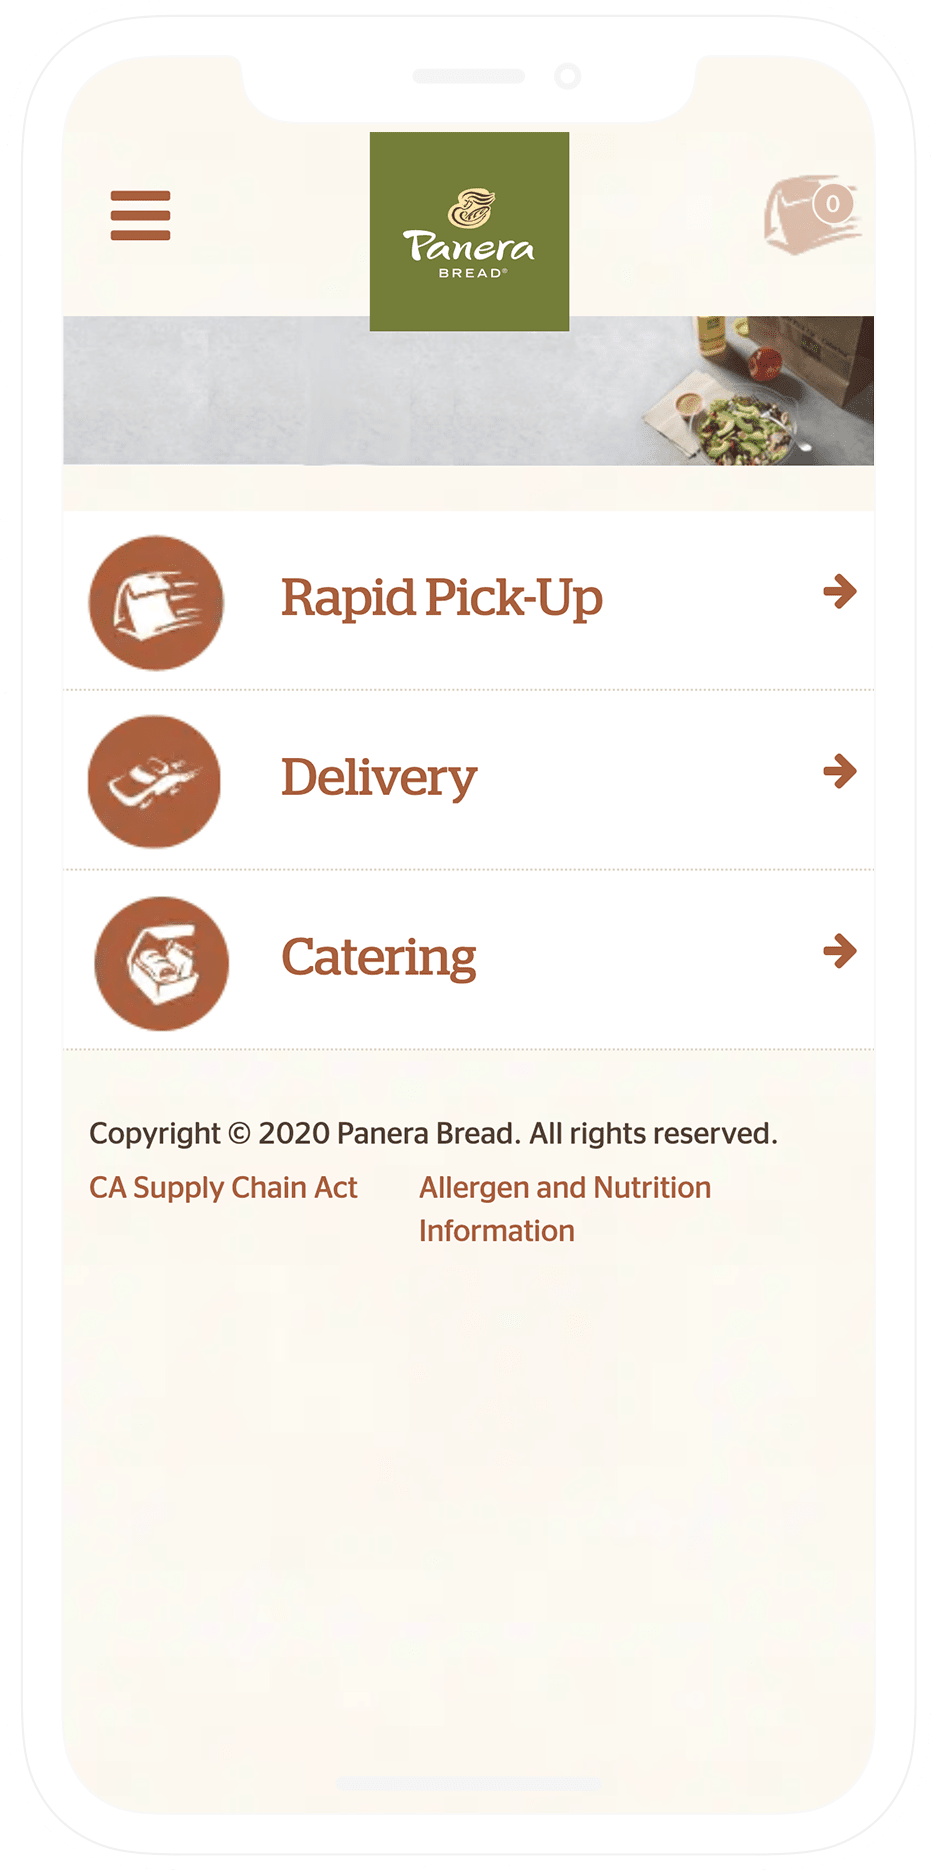 0
Panera
BREAD®
Rapid Pick-Up
Delivery
Catering
Copyright © 2020 Panera Bread. All rights reserved.
CA Supply Chain Act
Allergen and Nutrition
Information